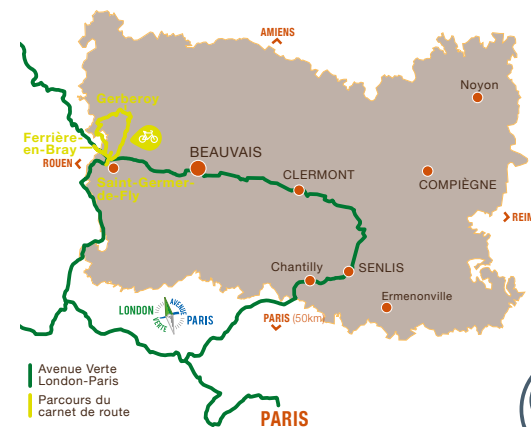 AMIENS
Noyon
Gerberoy
Ferrière-
en-Bray
ROUEN
BEAUVAIS
Saint-Germer-
de-Fly
CLERMONT
COMPIÈGNE
REIM
Chantilly
SENLIS
Ermenonville
LONDON
AVENUE
VERTE
PARIS
PARIS (50km)
Avenue Verte
London-Paris
Parcours du
carnet de route
PARIS